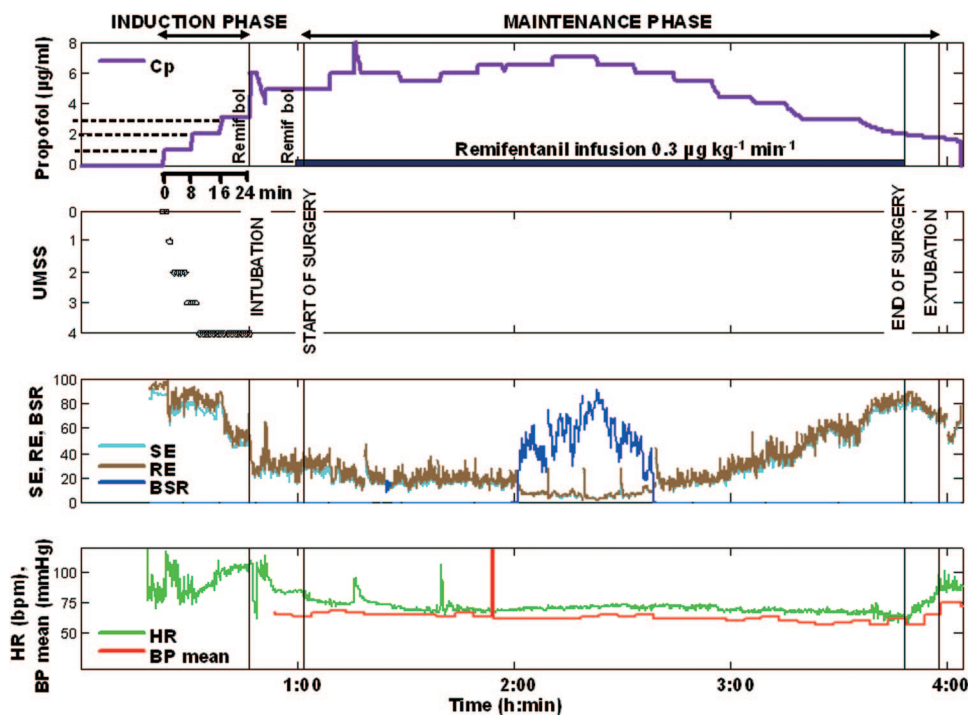 INDUCTION PHASE
MAINTENANCE PHASE
Propofol (µg/ml)
8
6
4
2
0
Cp
Remif bol
Remif bol
Remifentanil infusion 0.3 µg kg-1 min-1
0 8 16 24 min
UMSS
0
1
2
3
4
INTUBATION
START OF SURGERY
END OF SURGERY
EXTUBATION
SE, RE, BSR
100
80
60
40
20
0
SE
RE
BSR
HR (bpm),
BP mean (mmHg)
100
75
50
HR
BP mean
1:00 2:00 3:00 4:00
Time (h:min)